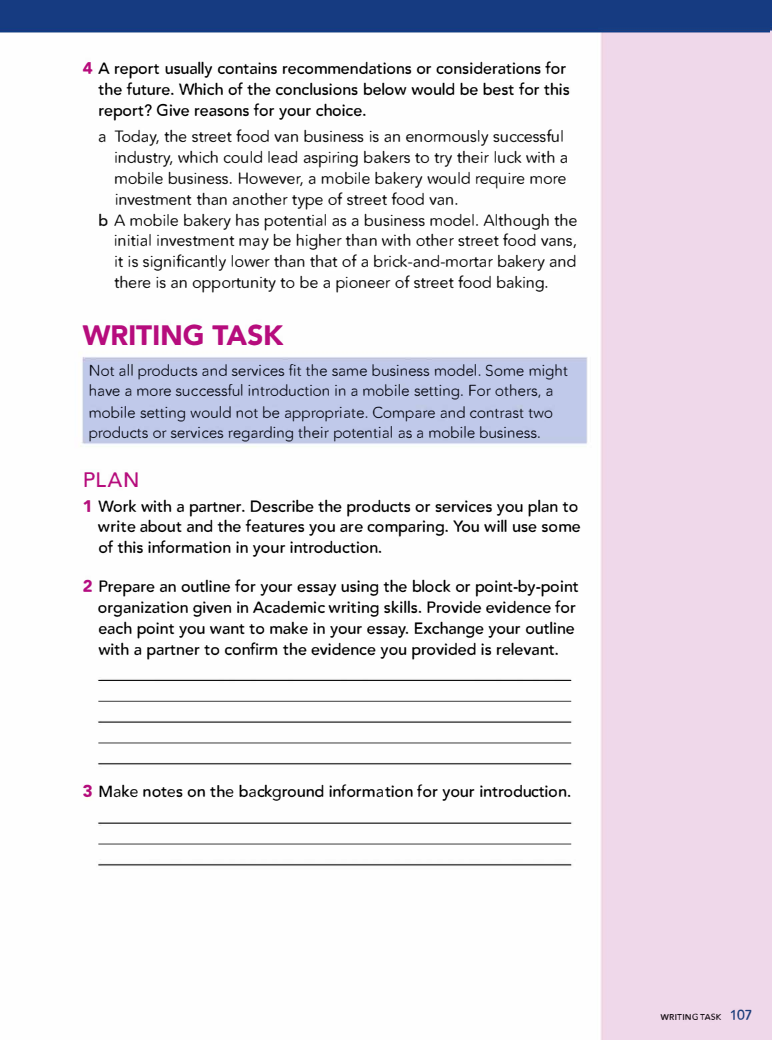 4 A report usually contains recommendations or considerations for
the future. Which of the conclusions below would be best for this
report? Give reasons for your choice.
a Today, the street food van business is an enormously successful
industry, which could lead aspiring bakers to try their luck with a
mobile business. However, a mobile bakery would require more
investment than another type of street food van.
b A mobile bakery has potential as a business model. Although the
initial investment may be higher than with other street food vans,
it is significantly lower than that of a brick-and-mortar bakery and
there is an opportunity to be a pioneer of street food baking.
WRITING TASK
Not all products and services fit the same business model. Some might
have a more successful introduction in a mobile setting. For others, a
mobile setting would not be appropriate. Compare and contrast two
products or services regarding their potential as a mobile business.
PLAN
1 Work with a partner. Describe the products or services you plan to
write about and the features you are comparing. You will use some
of this information in your introduction.
2 Prepare an outline for your essay using the block or point-by-point
organization given in Academic writing skills. Provide evidence for
each point you want to make in your essay. Exchange your outline
with a partner to confirm the evidence you provided is relevant.
3 Make notes on the background information for your introduction.
WRITING TASK 107